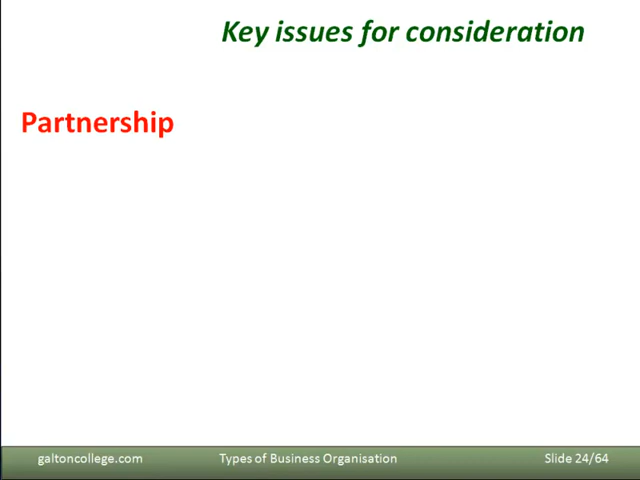 Key issues for consideration
Partnership
galtoncollege.com Types of Business Organisation Slide 24/64